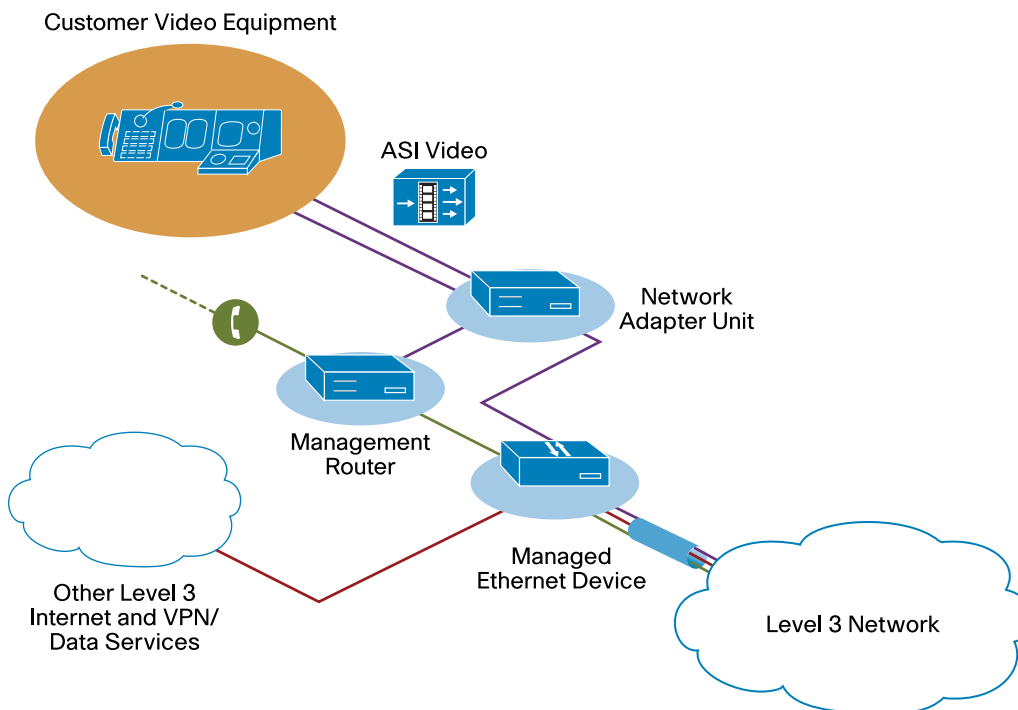 Customer Video Equipment
ASI Video
Network
Adapter Unit
Management
Router
Managed
Ethernet Device
Other Level 3
Internet and VPN/
Data Services
Level 3 Network